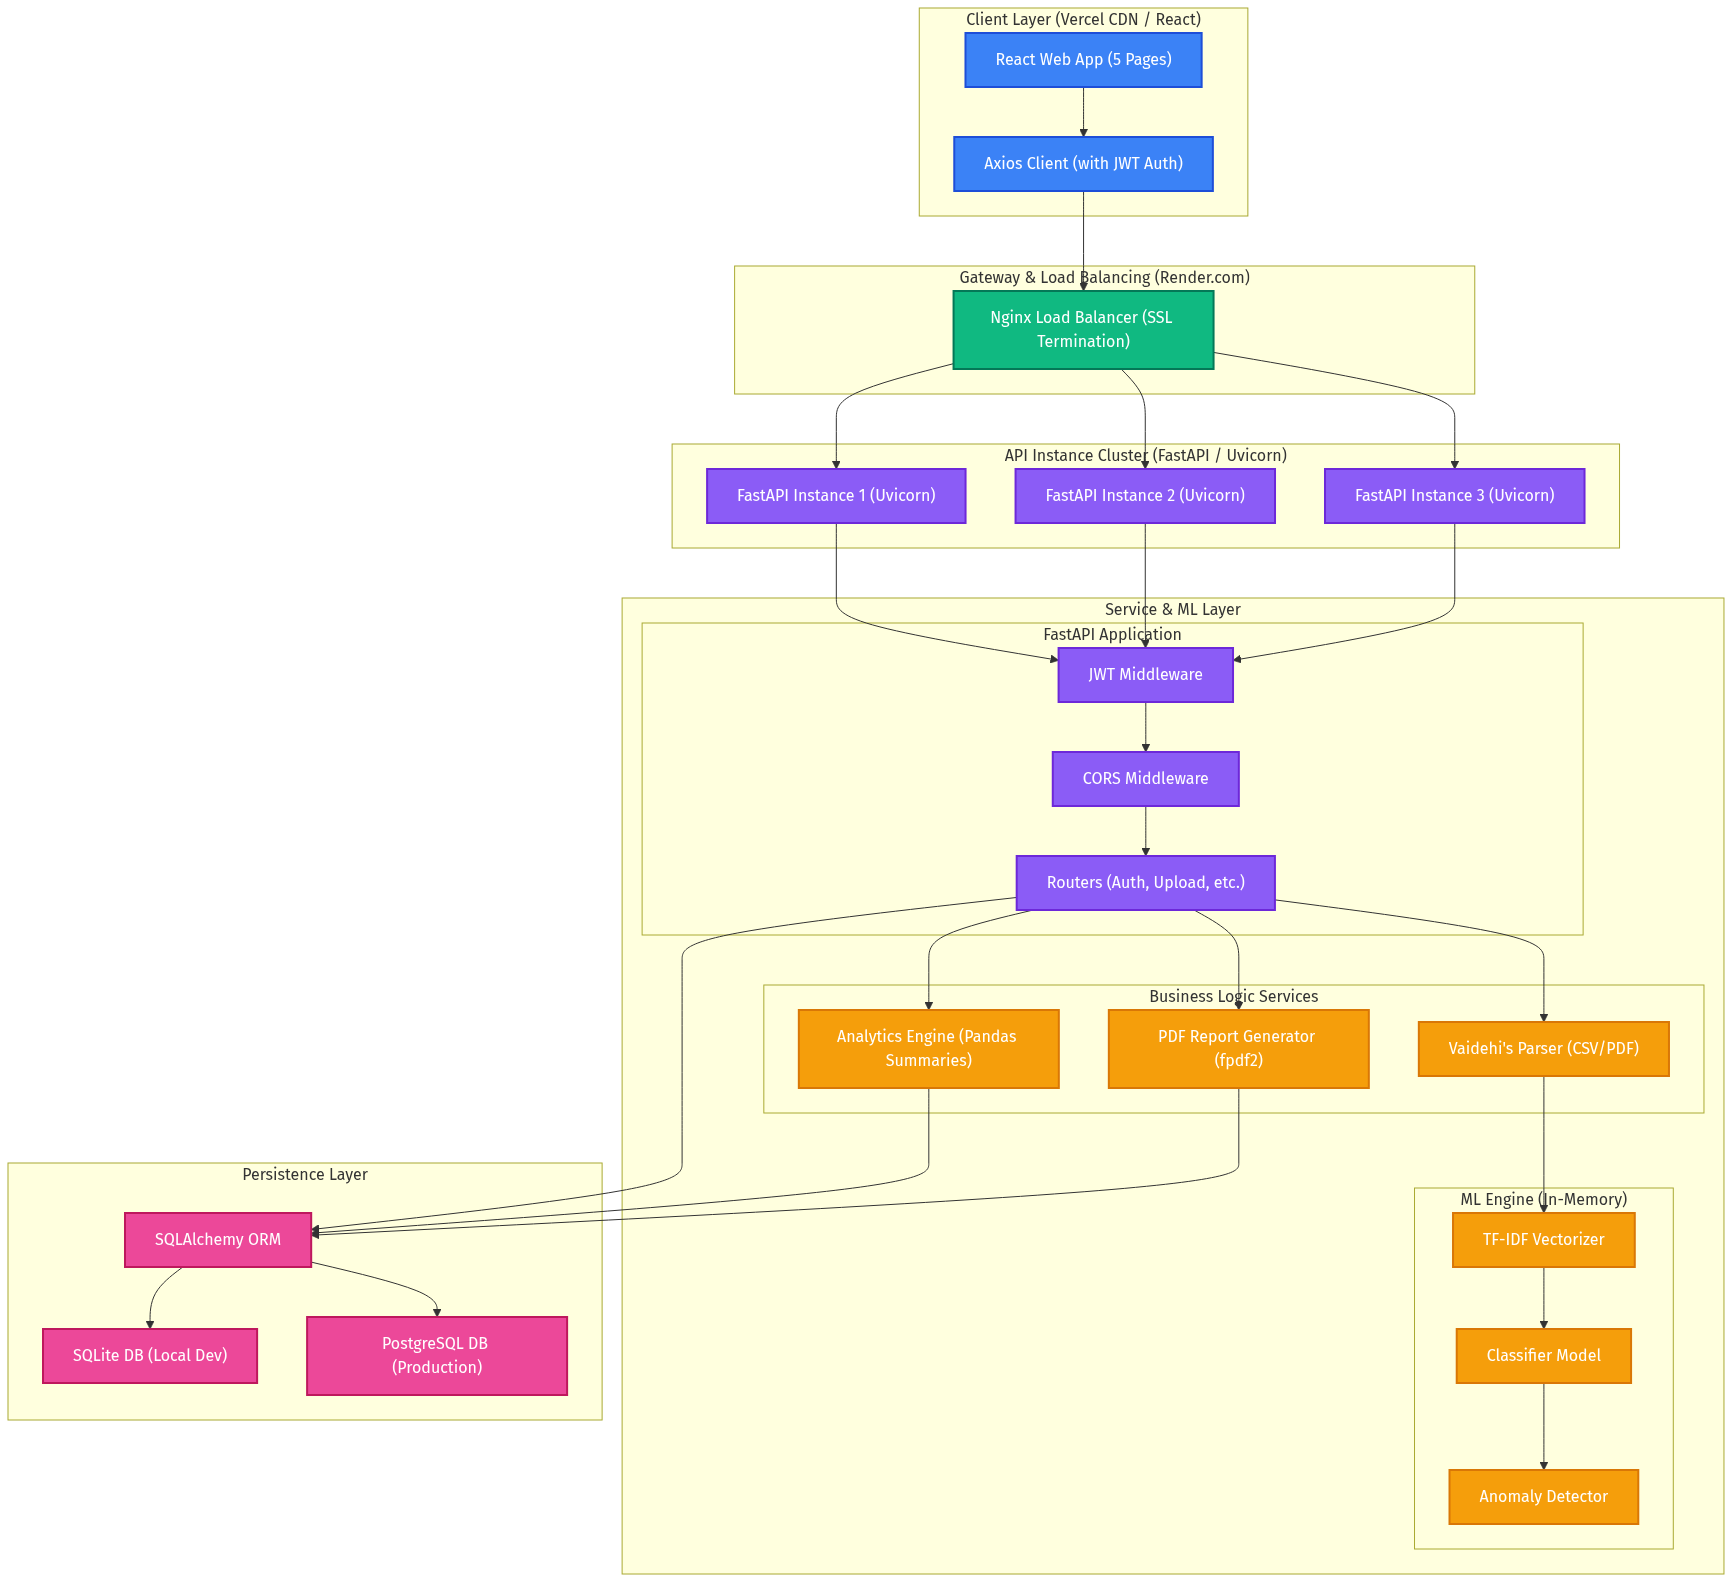 Client Layer (Vercel CDN / React)
React Web App (5 Pages)
Axios Client (with JWT Auth)
Gateway & Load Balancing (Render.com)
Nginx Load Balancer (SSL
Termination)
API Instance Cluster (FastAPI / Uvicorn)
FastAPI Instance 1 (Uvicorn)
FastAPI Instance 2 (Uvicorn)
FastAPI Instance 3 (Uvicorn)
Service & ML Layer
FastAPI Application
JWT Middleware
CORS Middleware
Routers (Auth, Upload, etc.)
Business Logic Services
Analytics Engine (Pandas
Summaries)
PDF Report Generator
(fpdf2)
Vaidehi's Parser (CSV/PDF)
Persistence Layer
SQLAlchemy ORM
SQLite DB (Local Dev)
PostgreSQL DB
(Production)
ML Engine (In-Memory)
TF-IDF Vectorizer
Classifier Model
Anomaly Detector